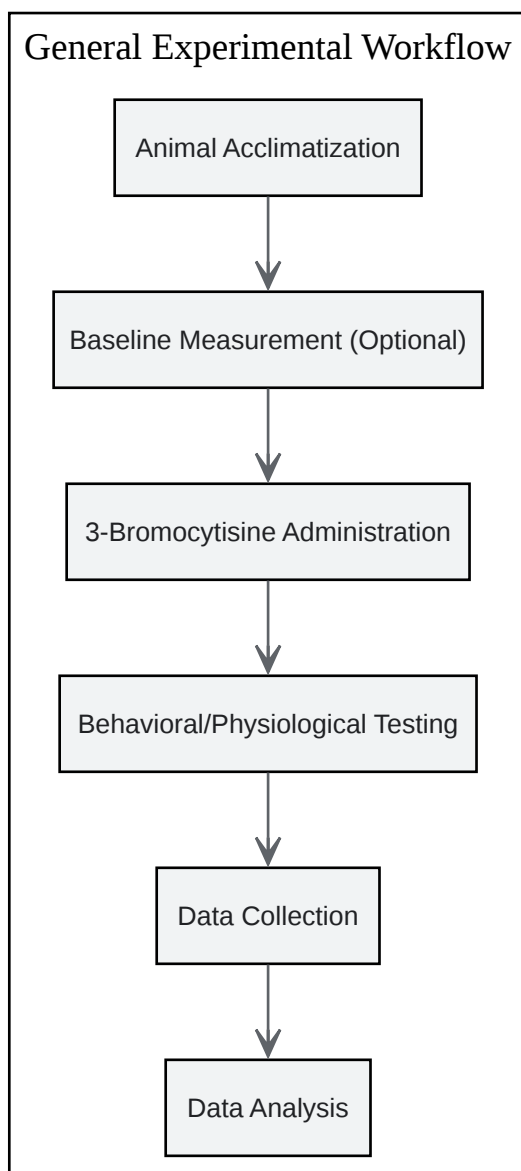 General Experimental Workflow
Animal Acclimatization
Baseline Measurement (Optional)
3-Bromocytisine Administration
Behavioral/Physiological Testing
Data Collection
Data Analysis